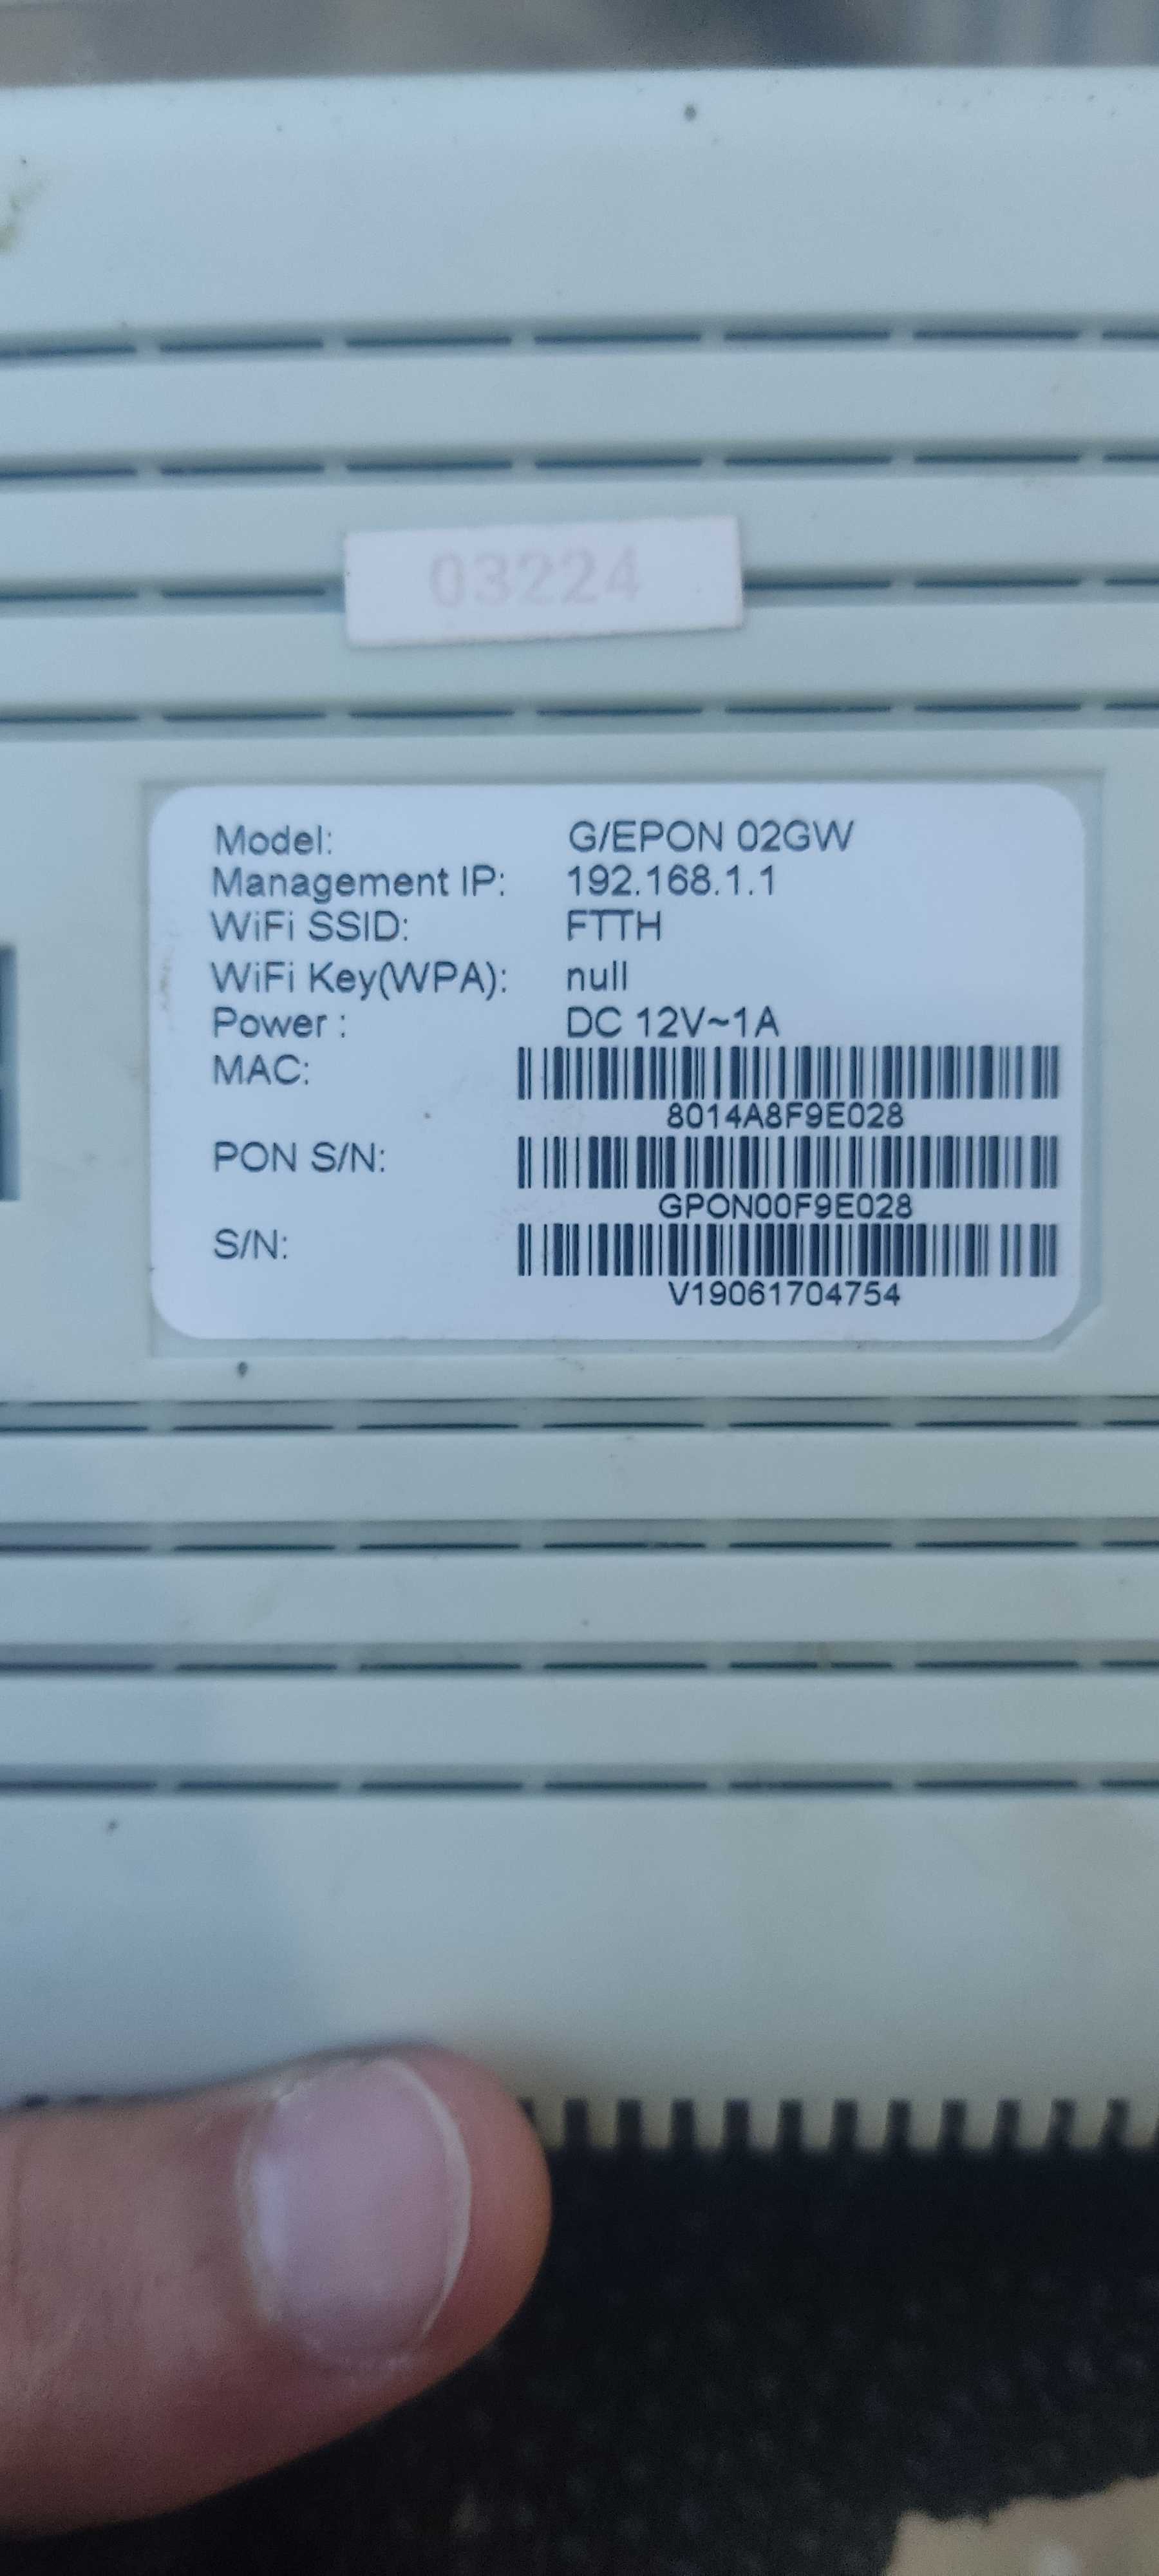 03224
Model: G/EPON 02GW
Management IP: 192.168.1.1
WiFi SSID: FTTH
WiFi Key(WPA): null
Power : DC 12V~1A
MAC:
8014A8F9E028
PON S/N:
GPON00F9E028
S/N:
V19061704754